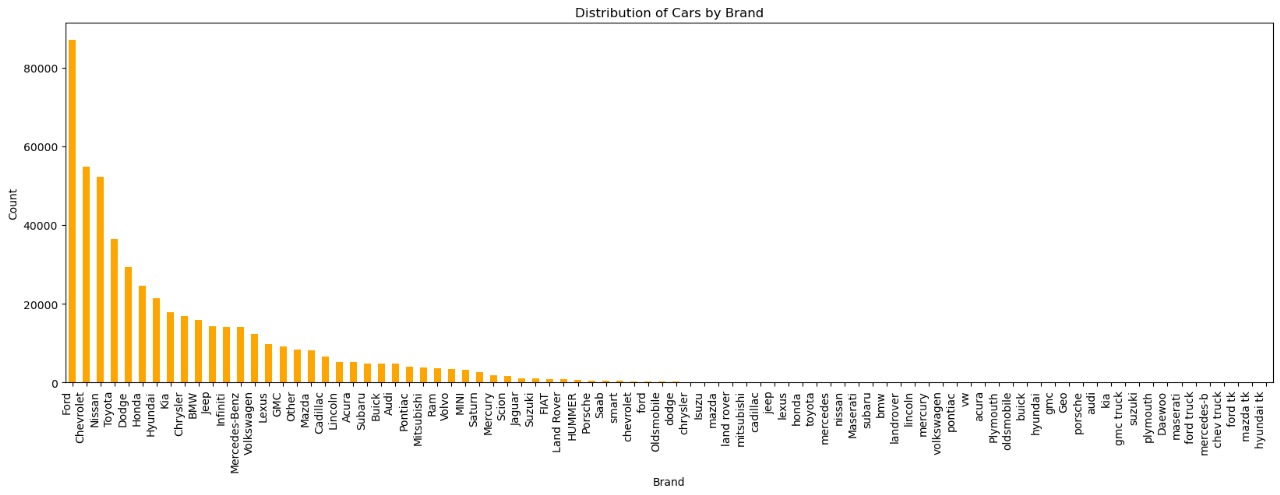 Distribution of Cars by Brand
Count
80000
60000
40000
20000
0
Ford
Chevrolet
Nissan
Toyota
Dodge
Honda
Hyundai
Kia
Chrysler
BMW
Jeep
Infiniti
Mercedes-Benz
Volkswagen
Lexus
GMC
Other
Mazda
Cadillac
Lincoln
Acura
Subaru
Buick
Audi
Pontiac
Mitsubishi
Ram
Volvo
MINI
Saturn
Mercury
Scion
Jaguar
Suzuki
FIAT
Land Rover
HUMMER
Porsche
Saab
smart
chevrolet
ford
Oldsmobile
dodge
chrysler
Isuzu
mazda
land rover
mitsubishi
cadillac
jeep
lexus
honda
toyota
mercedes
nissan
Maserati
subaru
bmw
landrover
lincoln
mercury
volkswagen
pontiac
vw
acura
Plymouth
oldsmobile
buick
hyundai
gmc
Geo
porsche
audi
kia
gmc truck
suzuki
plymouth
Daewoo
maserati
ford truck
mercedes-b
chev truck
ford tk
mazda tk
hyundai tk
Brand